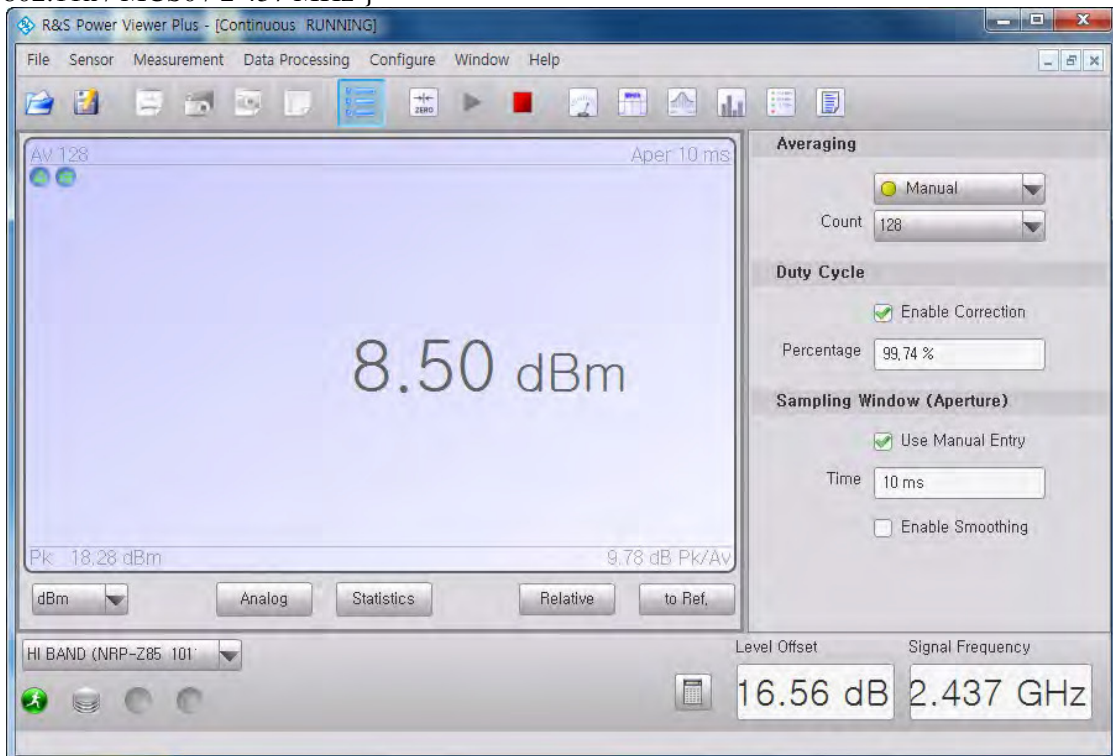 R&S Power Viewer Plus - [Continuous RUNNING]
File Sensor Measurement Data Processing Configure Window Help
ZERO
AV 128 Aper 10 ms
8.50 dBm
Pk 18.28 dBm 9.78 dB Pk/Av
dBm Analog Statistics Relative to Ref,
Averaging
Manual
Count 128
Duty Cycle
Enable Correction
Percentage 99,74 %
Sampling Window (Aperture)
Use Manual Entry
Time 10 ms
Enable Smoothing
HI BAND (NRP-Z85 101
Level Offset Signal Frequency
16.56 dB 2.437 GHz